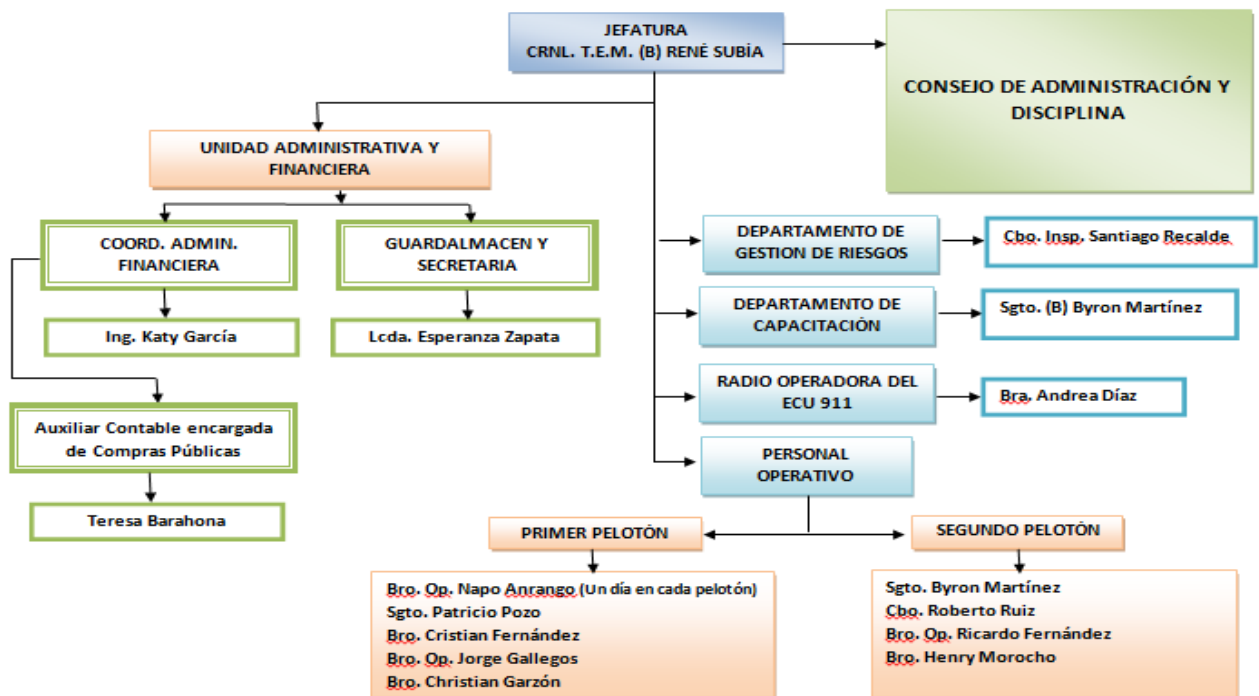 JEFATURA
CRNL. T.E.M. (B) RENÉ SUBÍA
CONSEJO DE ADMINISTRACIÓN Y
DISCIPLINA
UNIDAD ADMINISTRATIVA Y
FINANCIERA
COORD. ADMIN.
FINANCIERA
GUARDALMACEN Y
SECRETARIA
Ing. Katy García
Lcda. Esperanza Zapata
Auxiliar Contable encargada
de Compras Públicas
Teresa Barahona
DEPARTAMENTO DE
GESTION DE RIESGOS
Cbo. Insp. Santiago Recalde
DEPARTAMENTO DE
CAPACITACIÓN
Sgto. (B) Byron Martínez
RADIO OPERADORA DEL
ECU 911
Bra. Andrea Díaz
PERSONAL
OPERATIVO
PRIMER PELOTÓN
Bro. Op. Napo Anrango (Un día en cada pelotón)
Sgto. Patricio Pozo
Bro. Cristian Fernández
Bro. Op. Jorge Gallegos
Bro. Christian Garzón
SEGUNDO PELOTÓN
Sgto. Byron Martínez
Cbo. Roberto Ruiz
Bro. Op. Ricardo Fernández
Bro. Henry Morocho